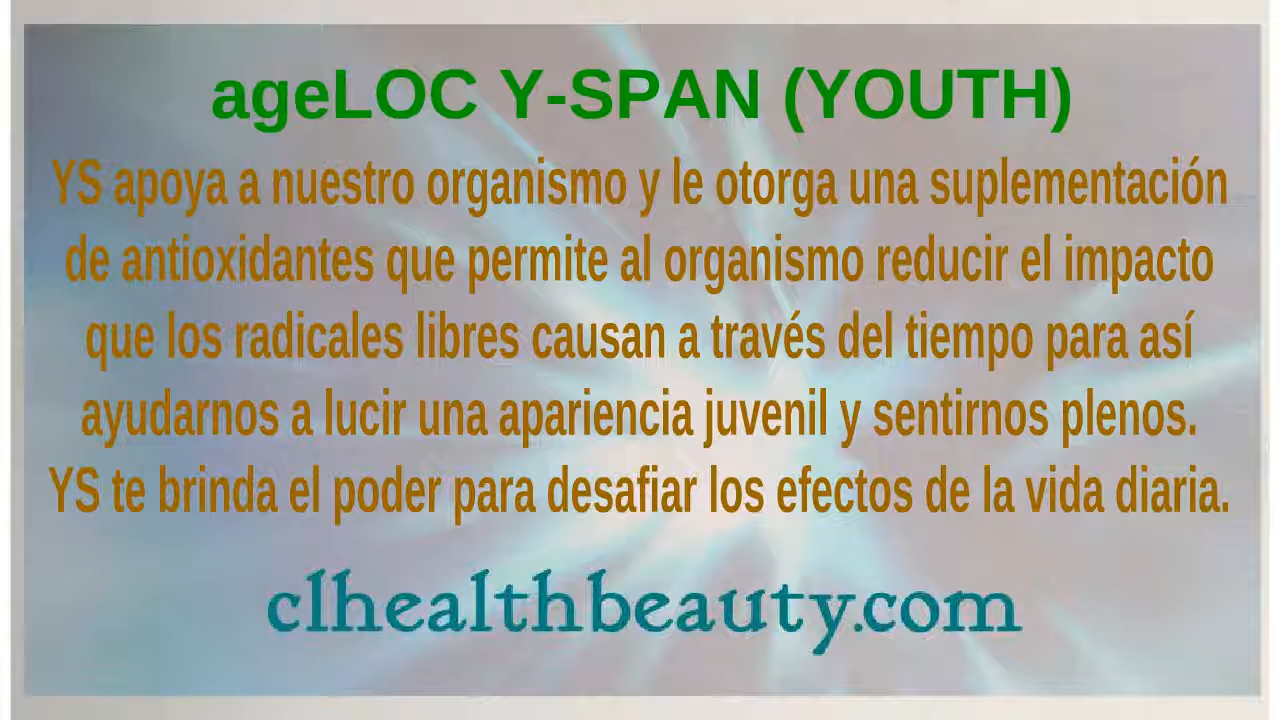 ageLOC Y-SPAN (YOUTH)
YS apoya a nuestro organismo y le otorga una suplementación
de antioxidantes que permite al organismo reducir el impacto
que los radicales libres causan a través del tiempo para así
ayudarnos a lucir una apariencia juvenil y sentirnos plenos.
YS te brinda el poder para desafiar los efectos de la vida diaria.
clhealthbeauty.com